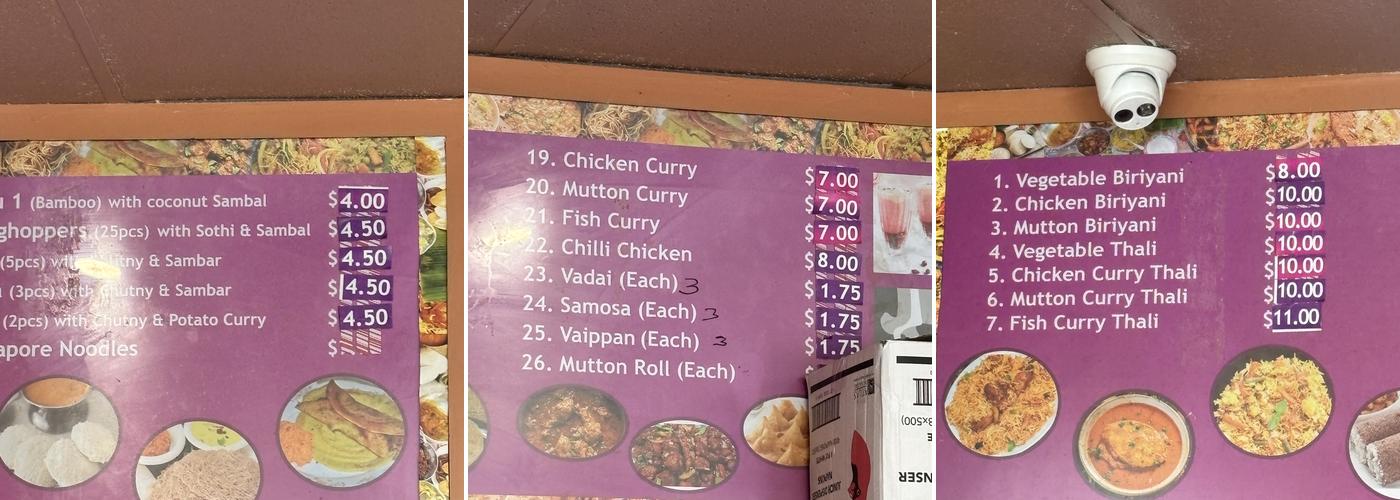 1 (Bamboo) with coconut Sambal $4.00
ghoppers (25pcs) with Sothi & Sambal $4.50
(5pcs) with & Sambar $4.50
(3pcs) with Chutny & Sambar $4.50
(2pcs) with Chutny & Potato Curry $4.50
apore Noodles $
19. Chicken Curry $7.00
20. Mutton Curry $7.00
21. Fish Curry $7.00
22. Chilli Chicken $8.00
23. Vadai (Each) 3 $1.75
24. Samosa (Each) 3 $1.75
25. Vaippan (Each) 3 $1.75
26. Mutton Roll (Each)
1. Vegetable Biriyani $8.00
2. Chicken Biriyani $10.00
3. Mutton Biriyani $10.00
4. Vegetable Thali $10.00
5. Chicken Curry Thali $10.00
6. Mutton Curry Thali $10.00
7. Fish Curry Thali $11.00